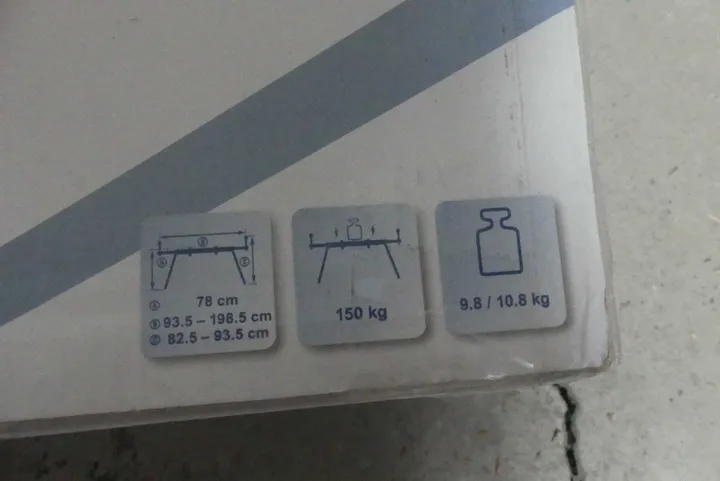 Ⓑ
Ⓐ
Ⓒ
Ⓐ 78 cm
Ⓑ 93.5 – 198.5 cm
Ⓒ 82.5 – 93.5 cm
150 kg
9.8 / 10.8 kg